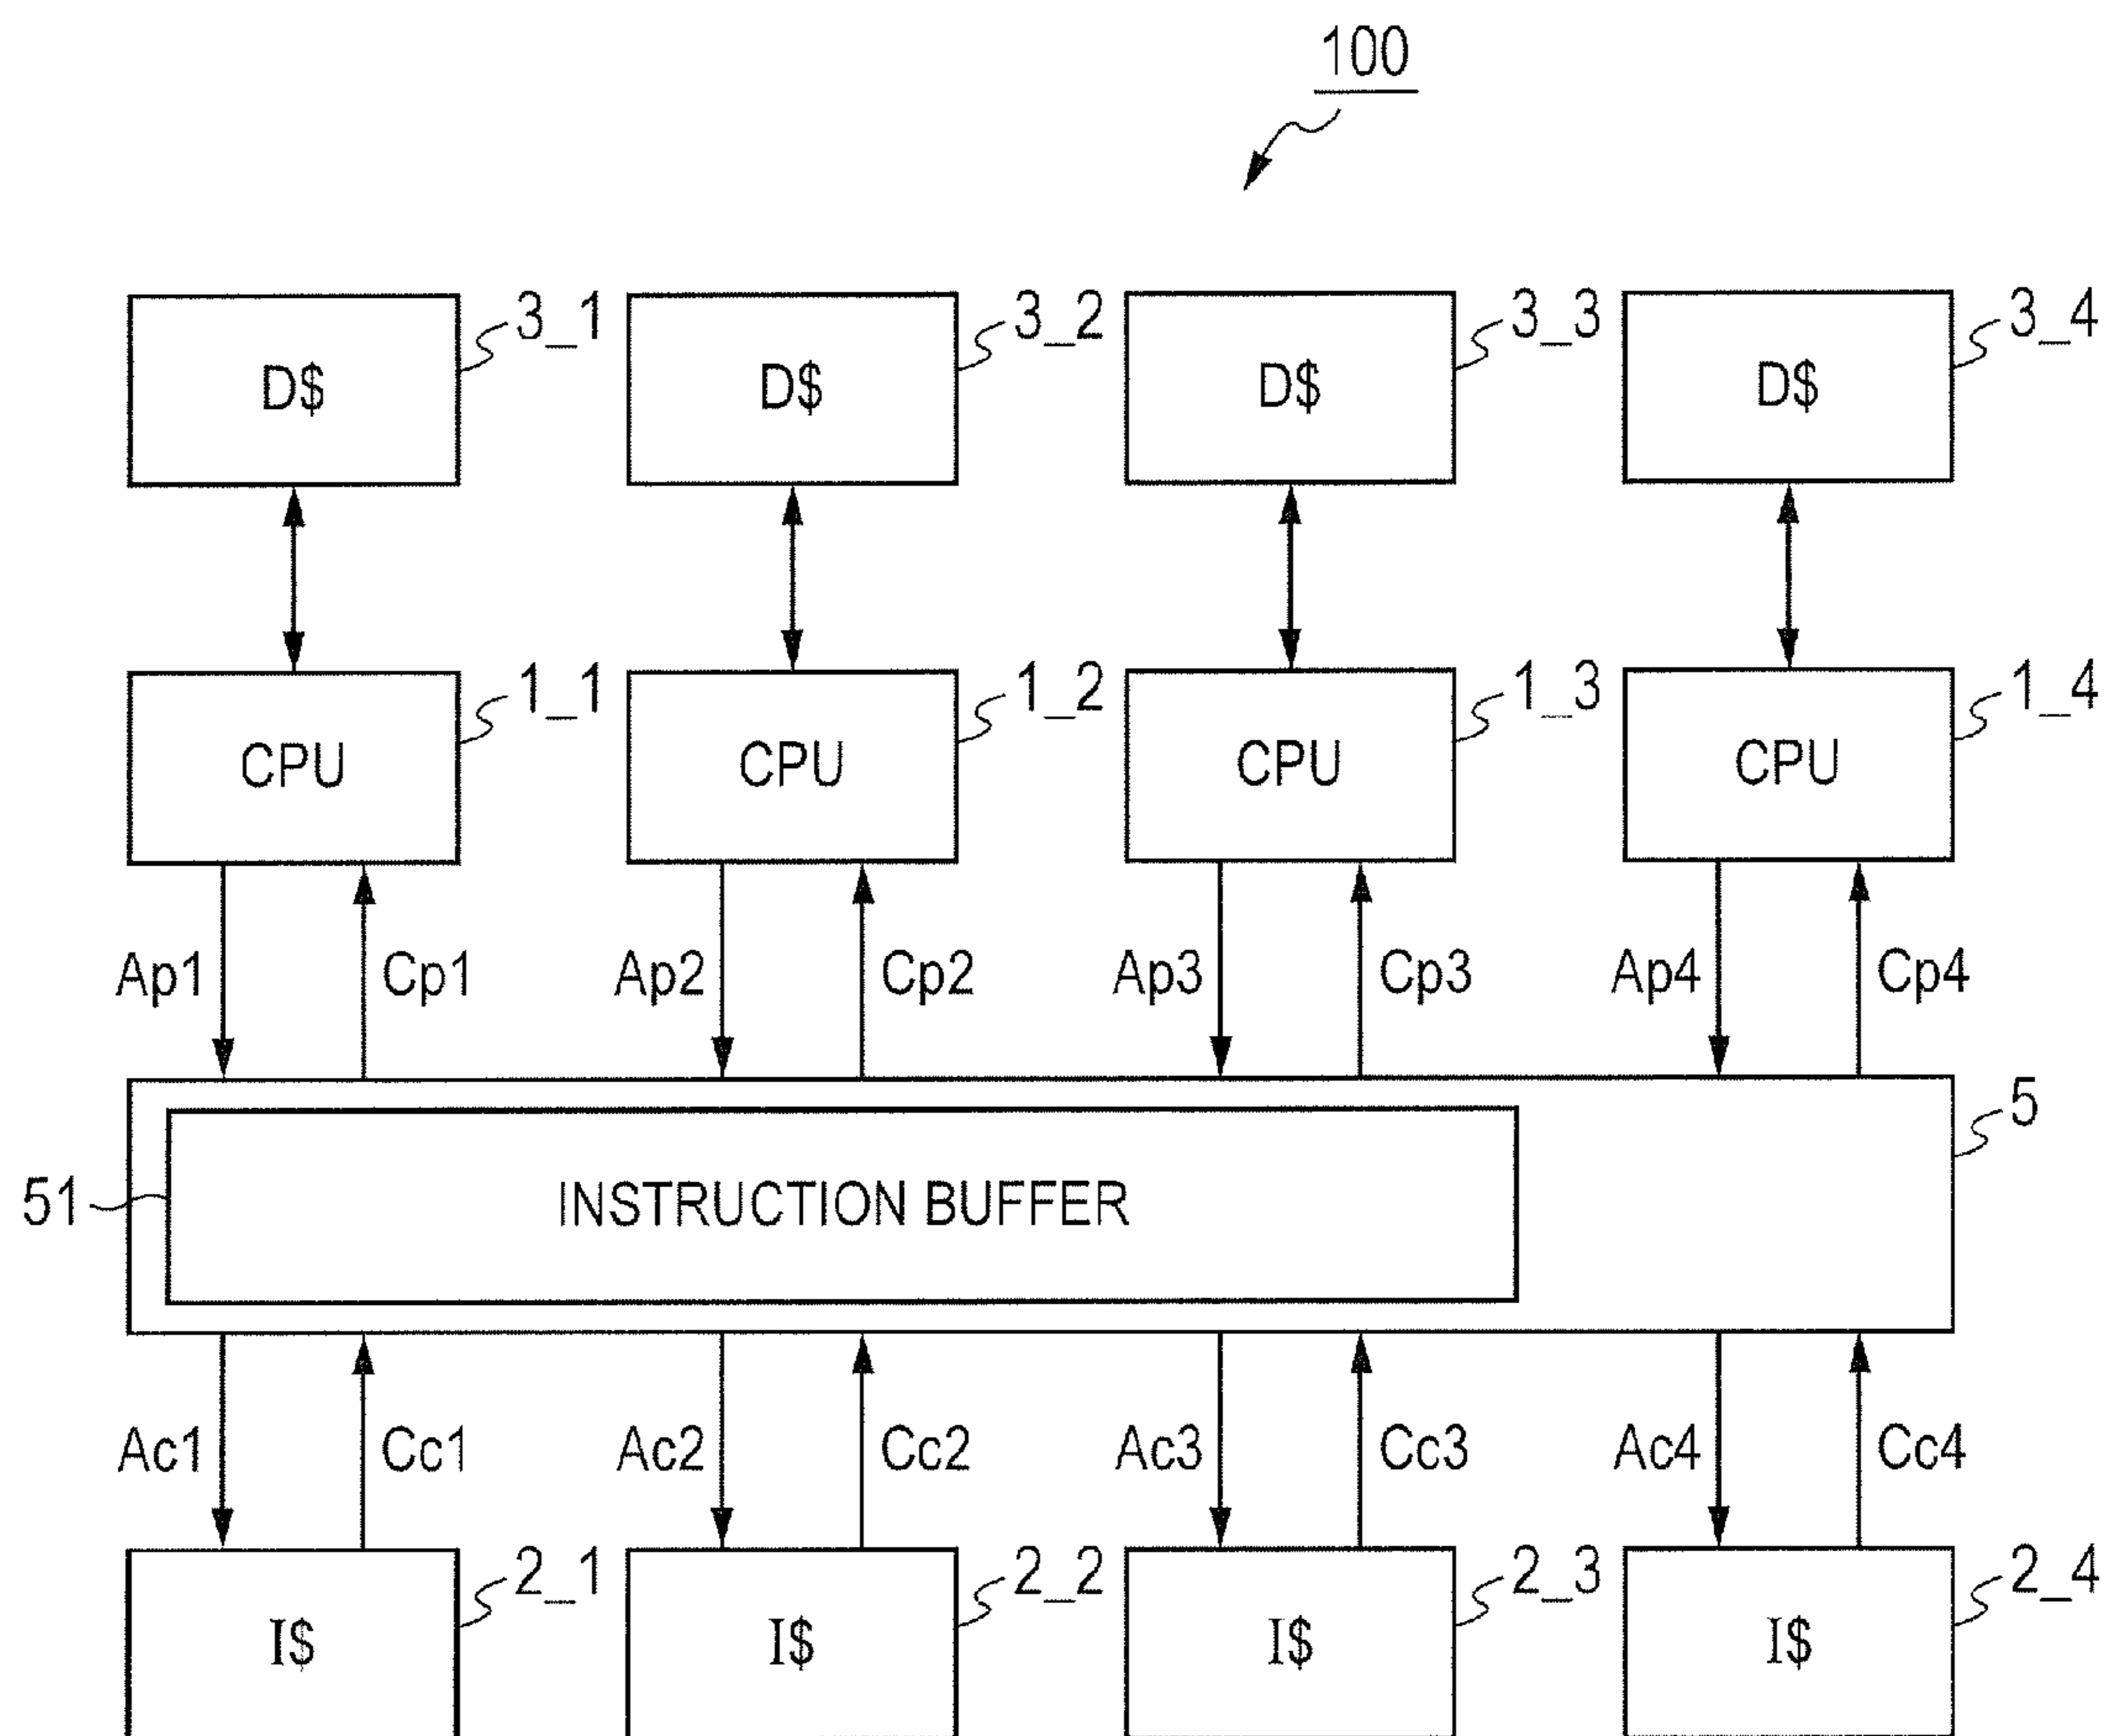 100
3_1 3_2 3_3 3_4
D$ D$ D$ D$
1_1 1_2 1_3 1_4
CPU CPU CPU CPU
Ap1 Cp1 Ap2 Cp2 Ap3 Cp3 Ap4 Cp4
5
51 INSTRUCTION BUFFER
Ac1 Cc1 Ac2 Cc2 Ac3 Cc3 Ac4 Cc4
2_1 2_2 2_3 2_4
I$ I$ I$ I$